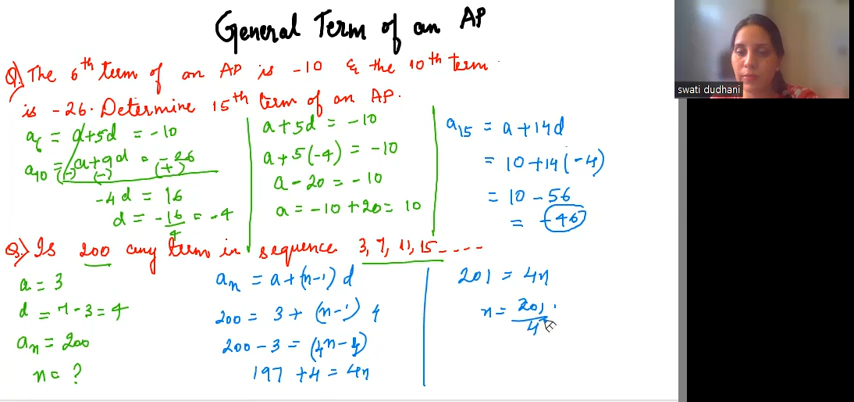 General Term of an AP
Q. The 6th term of an AP is -10 & the 10th term
is -26. Determine 15th term of an AP.
a6 = a+5d = -10
a10 = a+9d = -26
(-) (-) (+)
-4d = 16
d = -16/4 = -4
a+5d = -10
a+5(-4) = -10
a-20 = -10
a = -10+20 = 10
a15 = a+14d
= 10+14(-4)
= 10-56
= -46
Q. Is 200 any term in sequence 3, 7, 11, 15 ----
a = 3
d = 7-3 = 4
an = 200
n = ?
an = a+(n-1)d
200 = 3+(n-1)4
200-3 = (4n-4)
197+4 = 4n
201 = 4n
n = 201/4
swati dudhani